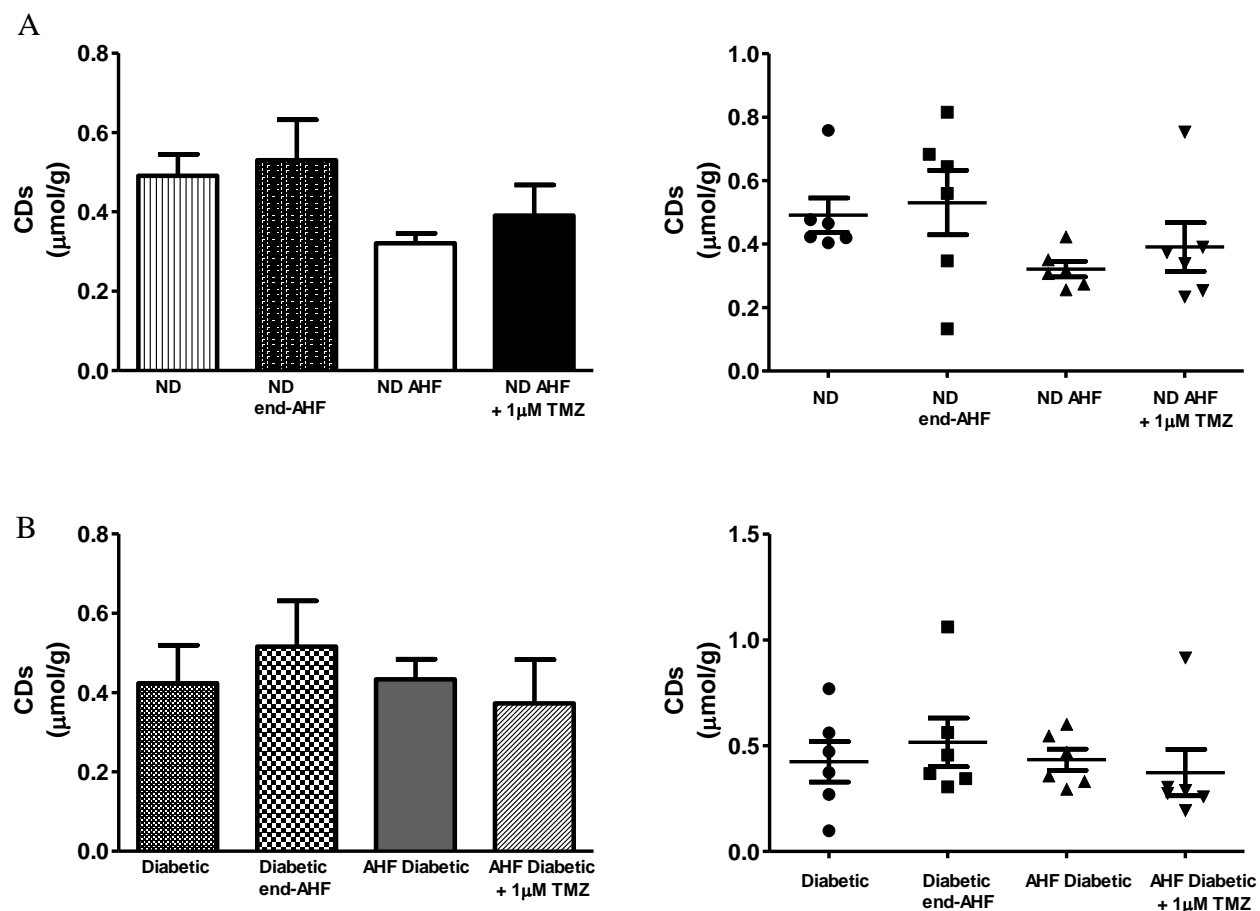 A
CDs
(µmol/g)
0.8
0.6
0.4
0.2
0.0
ND
ND
end-AHF
ND AHF
ND AHF
+ 1µM TMZ
CDs
(µmol/g)
1.0
0.8
0.6
0.4
0.2
0.0
ND
ND
end-AHF
ND AHF
ND AHF
+ 1µM TMZ
B
CDs
(µmol/g)
0.8
0.6
0.4
0.2
0.0
Diabetic
Diabetic
end-AHF
AHF Diabetic
AHF Diabetic
+ 1µM TMZ
CDs
(µmol/g)
1.5
1.0
0.5
0.0
Diabetic
Diabetic
end-AHF
AHF Diabetic
AHF Diabetic
+ 1µM TMZ